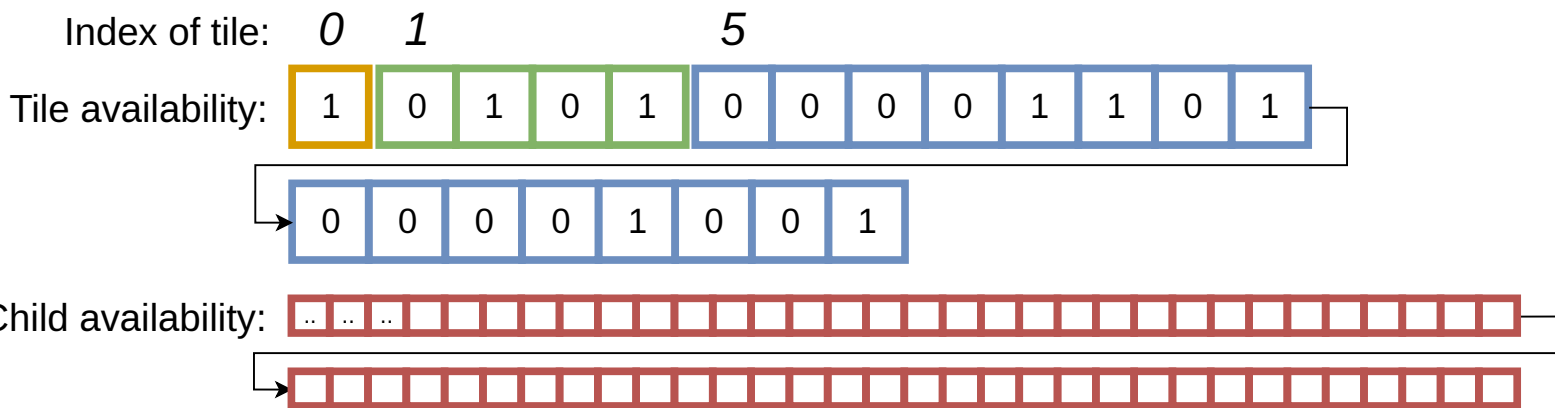 Index of tile: 0 1 5
Tile availability: 1 0 1 0 1 0 0 0 0 1 1 0 1
0 0 0 0 1 0 0 1
Child availability: .. .. ..